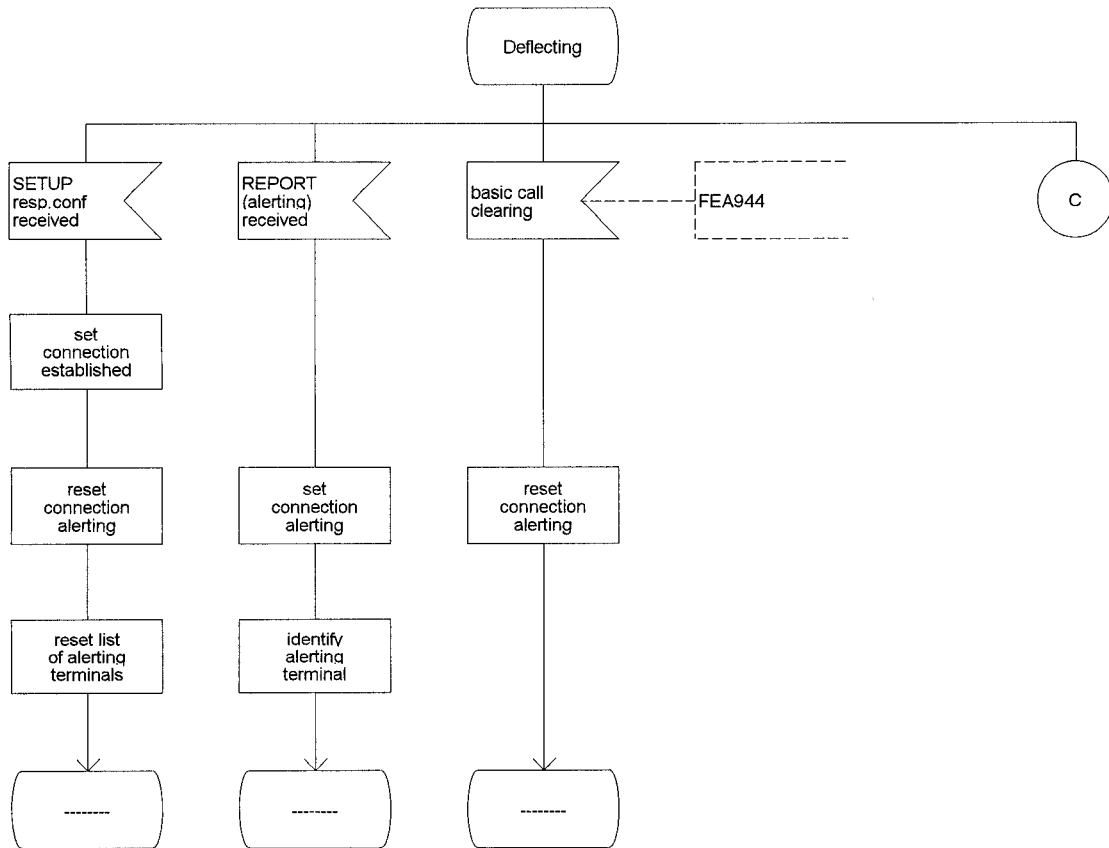 Deflecting
SETUP
resp.conf
received
REPORT
(alerting)
received
basic call
clearing
FEA944
C
set
connection
established
reset
connection
alerting
set
connection
alerting
reset
connection
alerting
reset list
of alerting
terminals
identify
alerting
terminal
--------
--------
--------